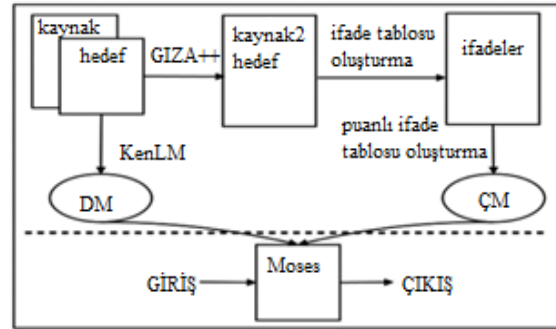 kaynak
hedef
GIZA++
kaynak2
hedef
ifade tablosu
oluşturma
ifadeler
KenLM
puanlı ifade
tablosu oluşturma
DM
ÇM
Moses
GİRİŞ
ÇIKIŞ